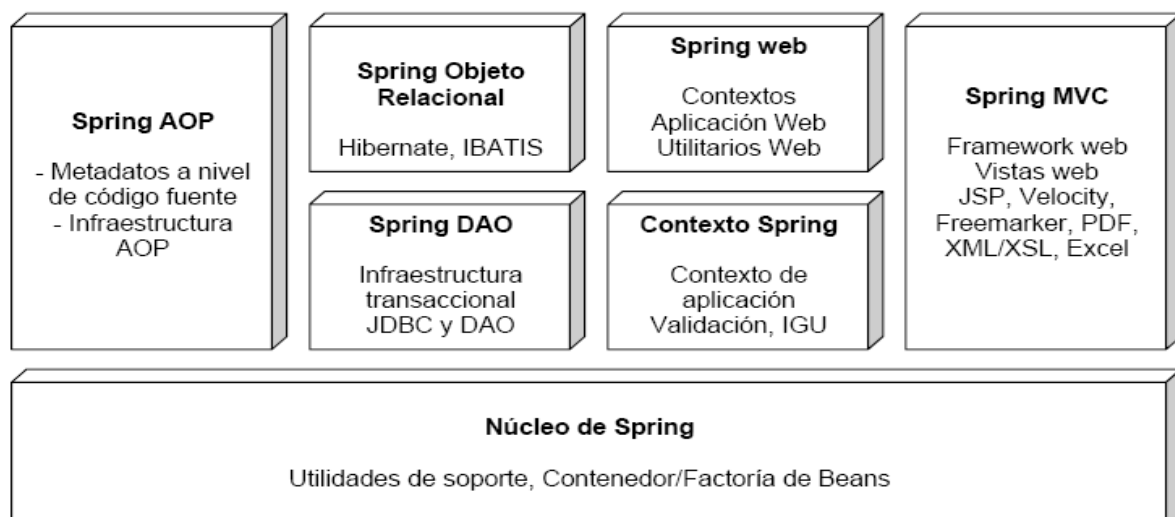 Spring AOP
- Metadatos a nivel
de código fuente
- Infraestructura
AOP
Spring Objeto
Relacional
Hibernate, IBATIS
Spring DAO
Infraestructura
transaccional
JDBC y DAO
Spring web
Contextos
Aplicación Web
Utilitarios Web
Contexto Spring
Contexto de
aplicación
Validación, IGU
Spring MVC
Framework web
Vistas web
JSP, Velocity,
Freemarker, PDF,
XML/XSL, Excel
Núcleo de Spring
Utilidades de soporte, Contenedor/Factoría de Beans